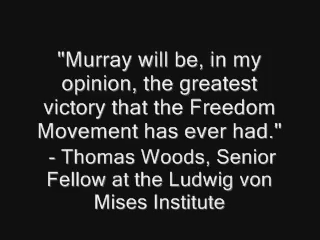 "Murray will be, in my
opinion, the greatest
victory that the Freedom
Movement has ever had."
- Thomas Woods, Senior
Fellow at the Ludwig von
Mises Institute